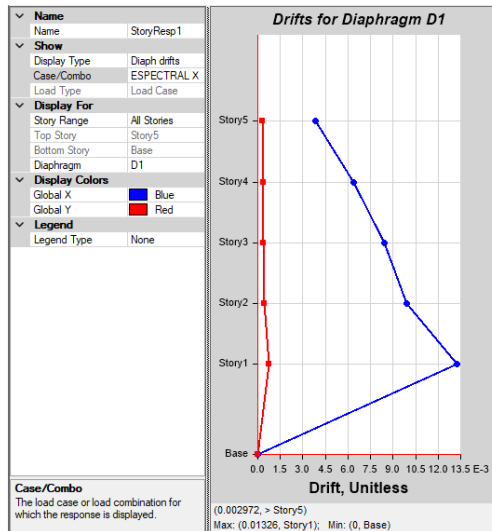 Name
Name StoryResp1
Show
Display Type Diaph drifts
Case/Combo ESPECTRAL X
Load Type Load Case
Display For
Story Range All Stories
Top Story Story5
Bottom Story Base
Diaphragm D1
Display Colors
Global X Blue
Global Y Red
Legend
Legend Type None
Case/Combo
The load case or load combination for
which the response is displayed.
Drifts for Diaphragm D1
Story5
Story4
Story3
Story2
Story1
Base
0.0 1.5 3.0 4.5 6.0 7.5 9.0 10.5 12.0 13.5 E-3
Drift, Unitless
(0.002972, > Story5)
Max: (0.01326, Story1); Min: (0, Base)